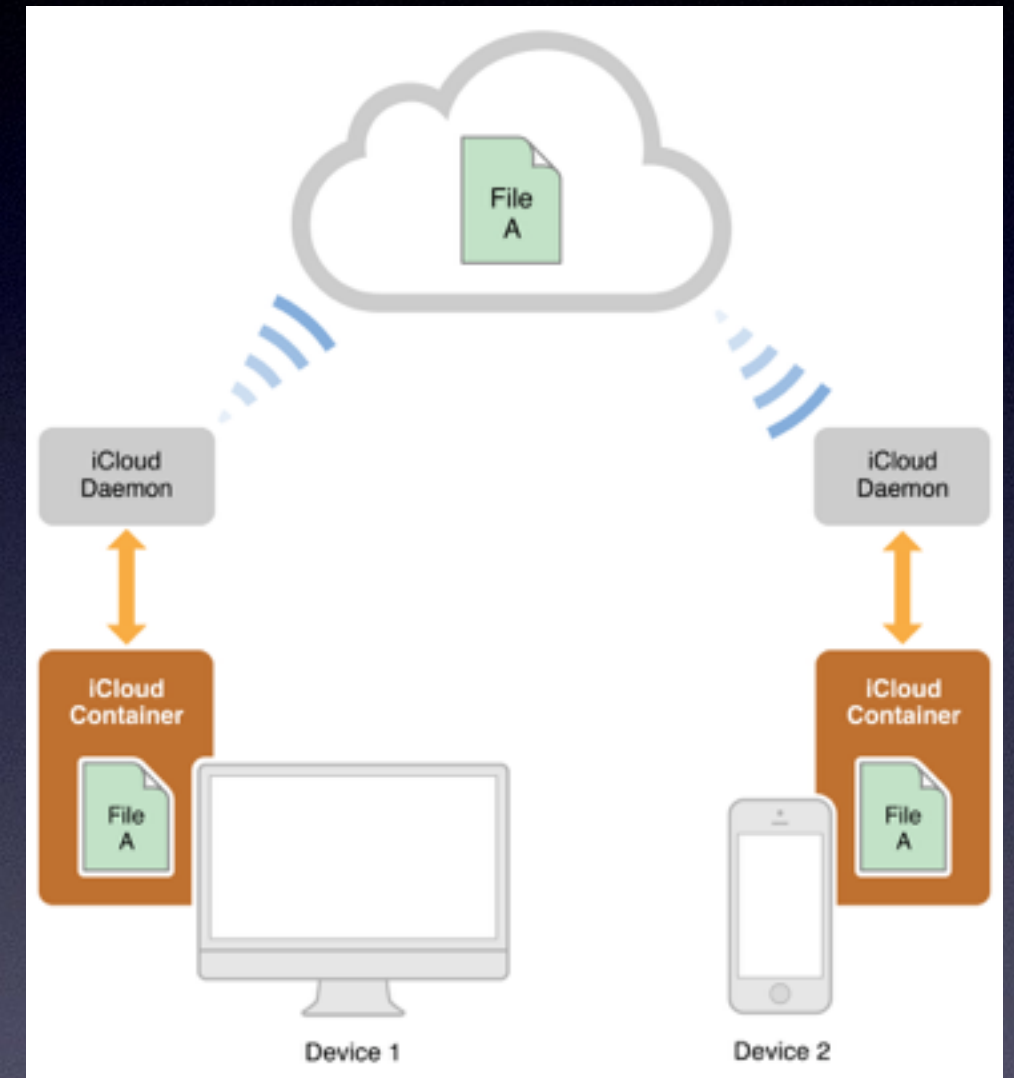 File
A
iCloud
Daemon
iCloud
Daemon
iCloud
Container
File
A
iCloud
Container
File
A
Device 1
Device 2